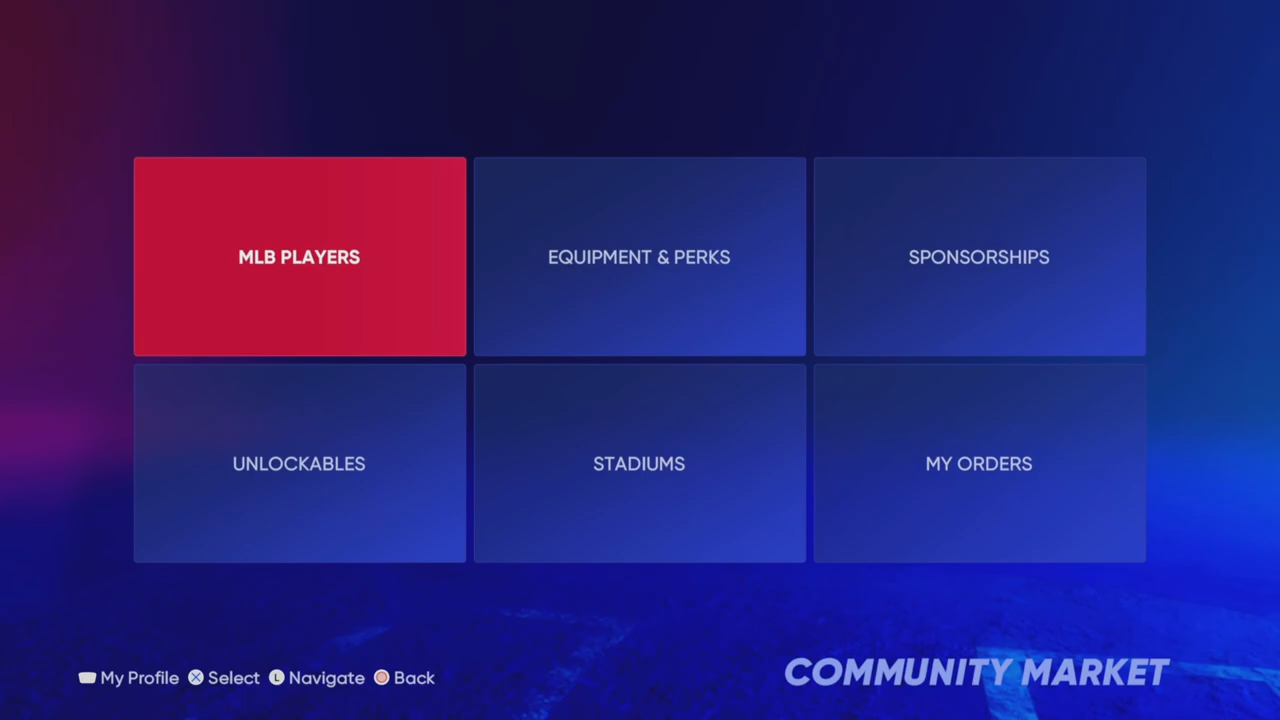 MLB PLAYERS
EQUIPMENT & PERKS
SPONSORSHIPS
UNLOCKABLES
STADIUMS
MY ORDERS
My Profile Select L Navigate Back
COMMUNITY MARKET